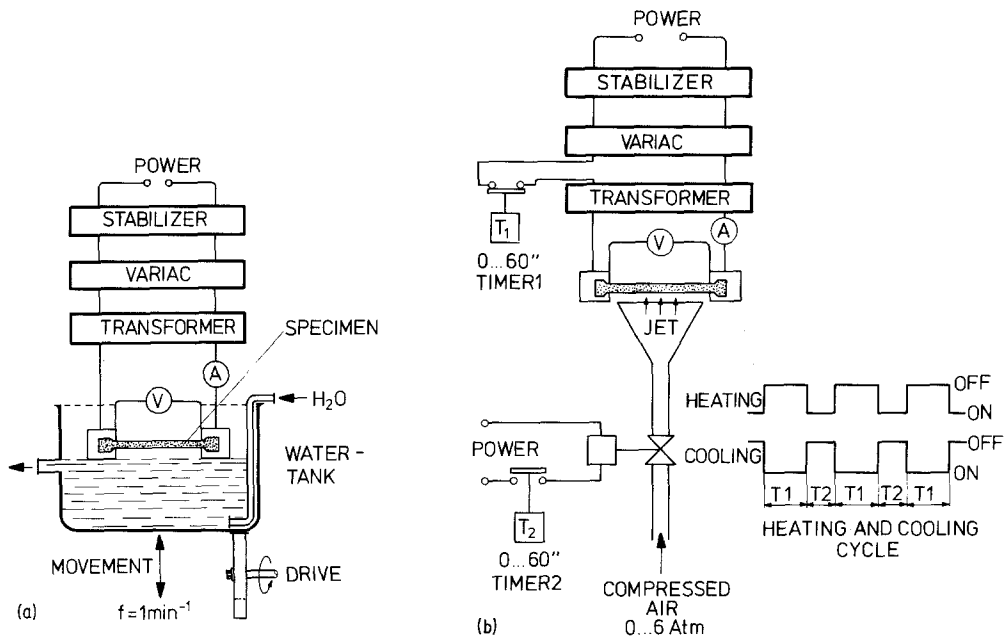 POWER
STABILIZER
VARIAC
TRANSFORMER
SPECIMEN
A
V
H₂O
WATER-
TANK
MOVEMENT
DRIVE
(a)
f=1min⁻¹
POWER
STABILIZER
VARIAC
TRANSFORMER
T₁
A
V
0...60"
TIMER1
JET
HEATING
OFF
ON
POWER
COOLING
OFF
ON
T1 T2 T1 T2 T1
T₂
HEATING AND COOLING
CYCLE
0...60"
TIMER2
COMPRESSED
AIR
0...6 Atm
(b)